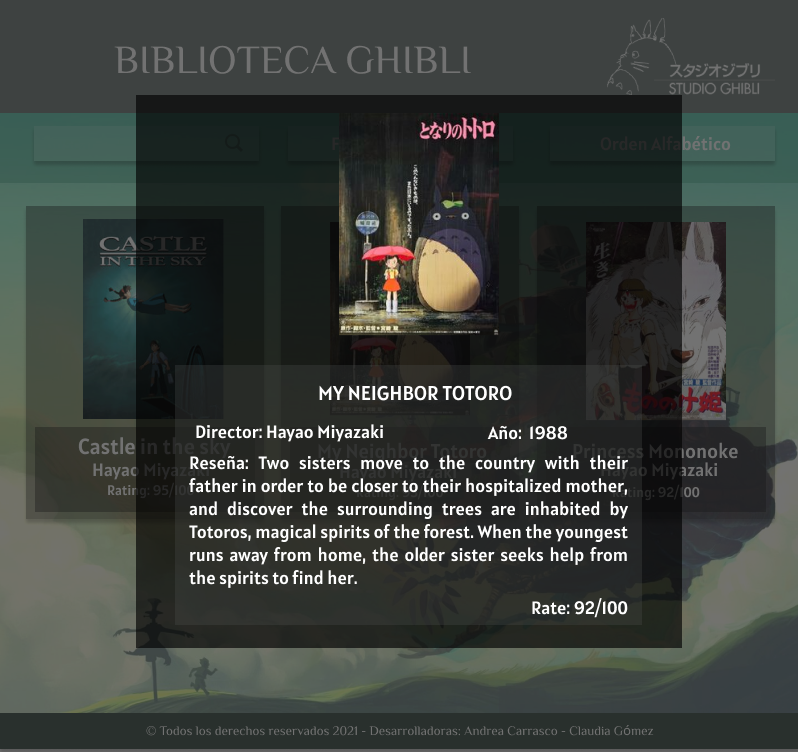 BIBLIOTECA GHIBLI
スタジオジブリ
STUDIO GHIBLI
Orden Alfabético
となりのトトロ
CASTLE
IN THE SKY
MY NEIGHBOR TOTORO
Director: Hayao Miyazaki
Año: 1988
Reseña: Two sisters move to the country with their
father in order to be closer to their hospitalized mother,
and discover the surrounding trees are inhabited by
Totoros, magical spirits of the forest. When the youngest
runs away from home, the older sister seeks help from
the spirits to find her.
Rate: 92/100
Castle in the sky
Hayao Miyazaki
Rating: 95/100
My Neighbor Totoro
Princess Mononoke
Hayao Miyazaki
Rating: 92/100
© Todos los derechos reservados 2021 - Desarrolladoras: Andrea Carrasco - Claudia Gómez